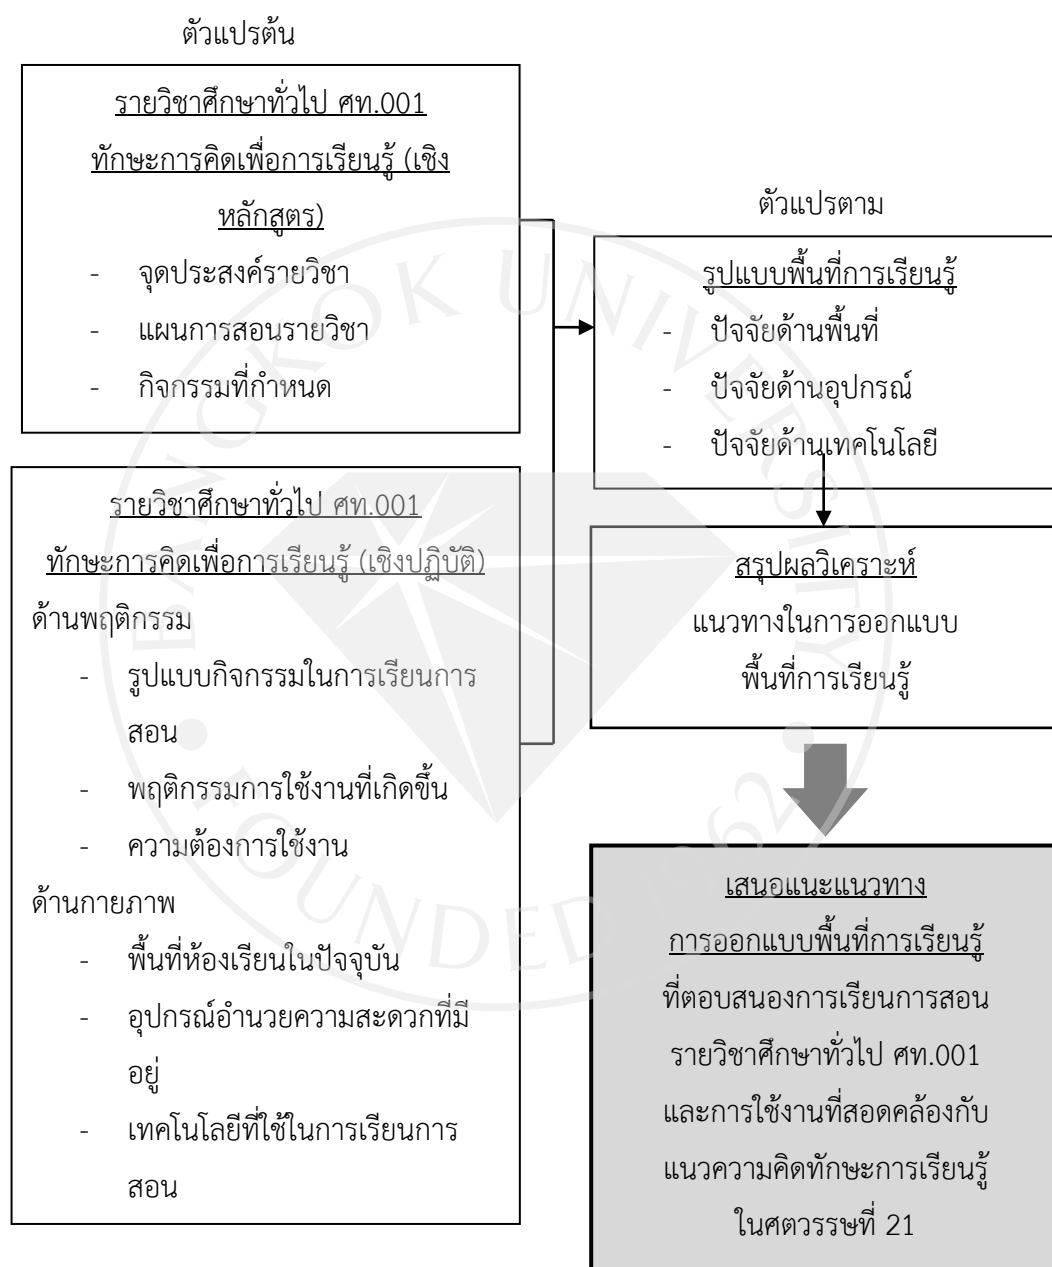 ตัวแปรต้น
รายวิชาศึกษาทั่วไป ศท.001
ทักษะการคิดเพื่อการเรียนรู้ (เชิง
หลักสูตร)
- จุดประสงค์รายวิชา
- แผนการสอนรายวิชา
- กิจกรรมที่กำหนด
รายวิชาศึกษาทั่วไป ศท.001
ทักษะการคิดเพื่อการเรียนรู้ (เชิงปฏิบัติ)
ด้านพฤติกรรม
- รูปแบบกิจกรรมในการเรียนการ
สอน
- พฤติกรรมการใช้งานที่เกิดขึ้น
- ความต้องการใช้งาน
ด้านกายภาพ
- พื้นที่ห้องเรียนในปัจจุบัน
- อุปกรณ์อำนวยความสะดวกที่มี
อยู่
- เทคโนโลยีที่ใช้ในการเรียนการ
สอน
ตัวแปรตาม
รูปแบบพื้นที่การเรียนรู้
- ปัจจัยด้านพื้นที่
- ปัจจัยด้านอุปกรณ์
- ปัจจัยด้านเทคโนโลยี
สรุปผลวิเคราะห์
แนวทางในการออกแบบ
พื้นที่การเรียนรู้
เสนอแนะแนวทาง
การออกแบบพื้นที่การเรียนรู้
ที่ตอบสนองการเรียนการสอน
รายวิชาศึกษาทั่วไป ศท.001
และการใช้งานที่สอดคล้องกับ
แนวความคิดทักษะการเรียนรู้
ในศตวรรษที่ 21
BANGKOK UNIVERSITY
FOUNDED 1962